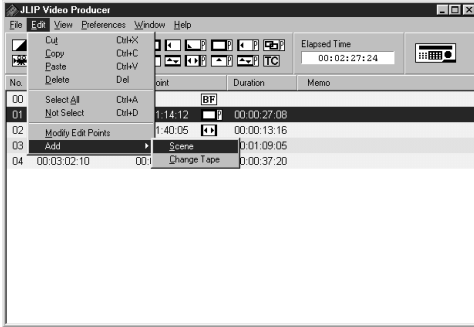 JLIP Video Producer
File Edit View Preferences Window Help
Cut Ctrl+X
Copy Ctrl+C
Paste Ctrl+V
Delete Del
Select All Ctrl+A
Not Select Ctrl+D
Modify Edit Points
Add
Scene
Change Tape
P P P P
P P P TC
Elapsed Time
00:02:27:24
No. oint Duration Memo
00 BF
01 1:14:12 P 00:00:27:08
02 1:40:05 00:00:13:16
03 0:01:09:05
04 00:03:02:10 00: 0:00:37:20